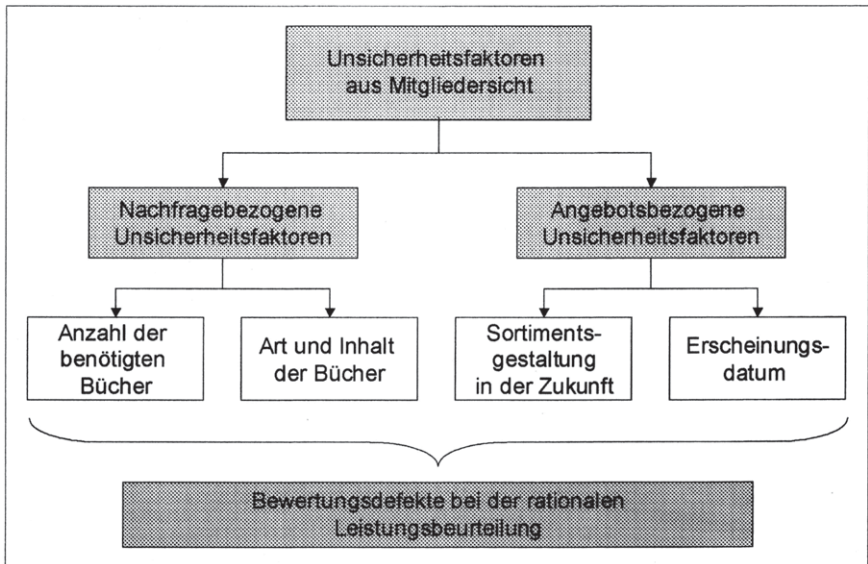 Unsicherheitsfaktoren
aus Mitgliedersicht
Nachfragebezogene
Unsicherheitsfaktoren
Angebotsbezogene
Unsicherheitsfaktoren
Anzahl der
benötigten
Bücher
Art und Inhalt
der Bücher
Sortiments-
gestaltung
in der Zukunft
Erscheinungs-
datum
Bewertungsdefekte bei der rationalen
Leistungsbeurteilung